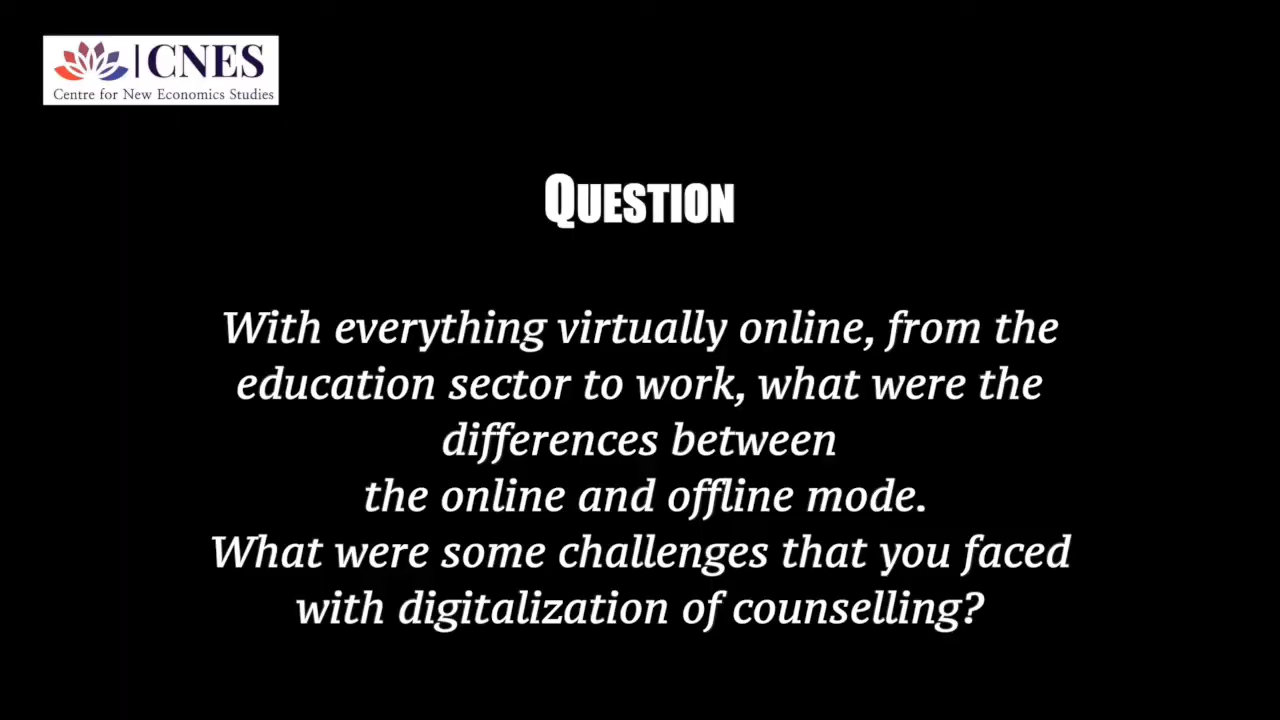 CNES
Centre for New Economics Studies
QUESTION
With everything virtually online, from the
education sector to work, what were the
differences between
the online and offline mode.
What were some challenges that you faced
with digitalization of counselling?